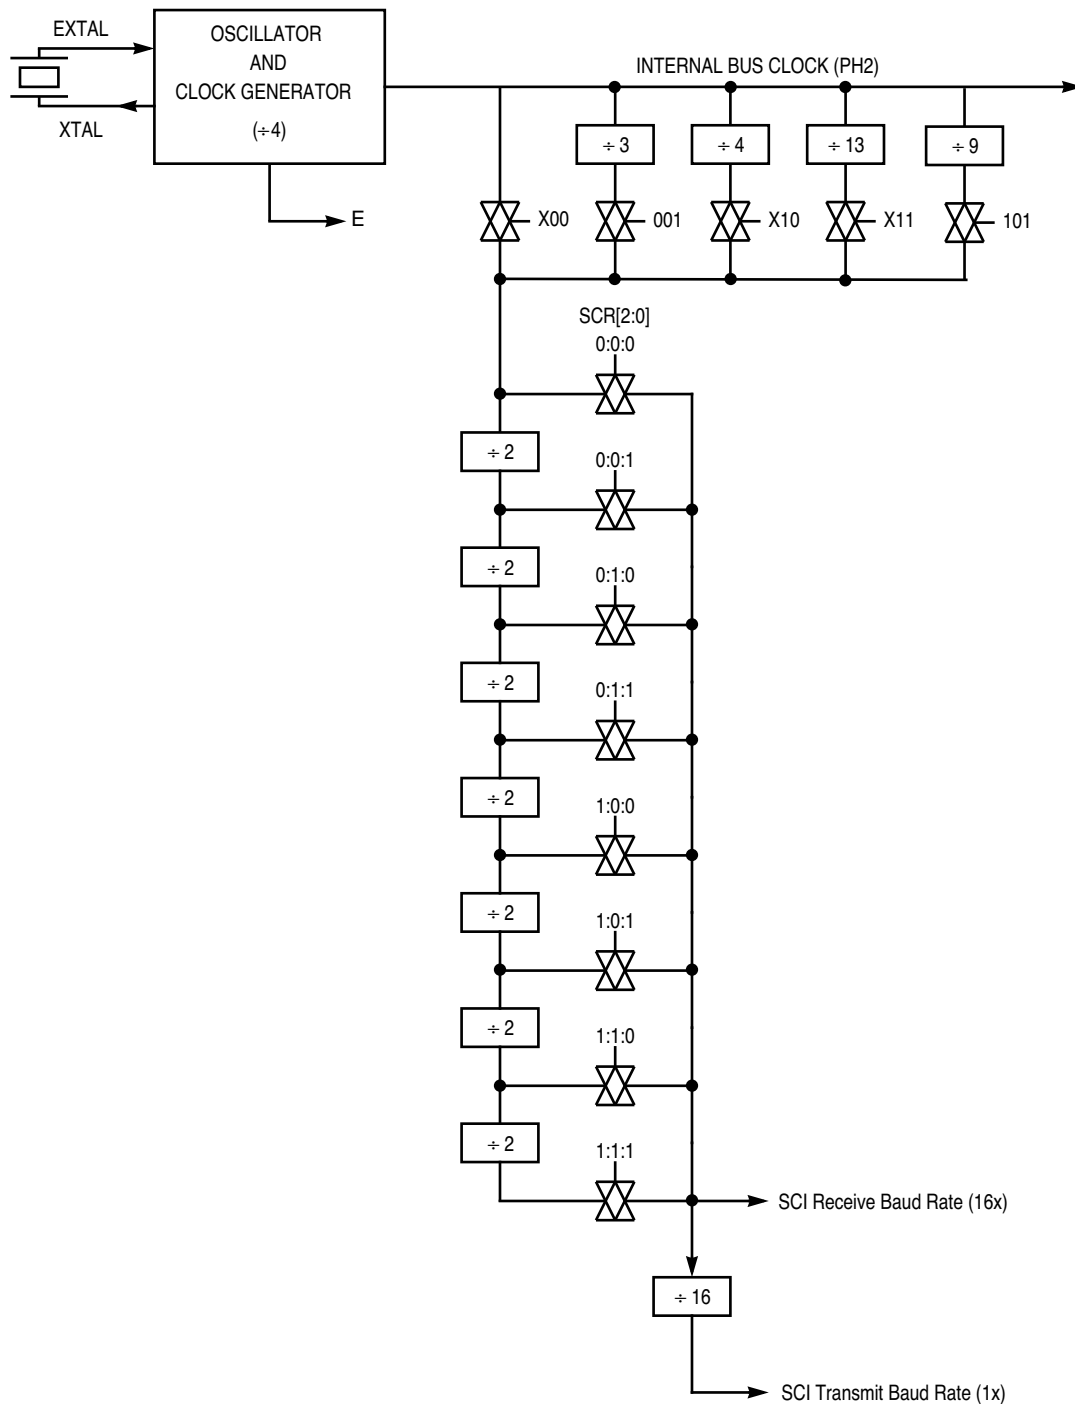 EXTAL
XTAL
OSCILLATOR
AND
CLOCK GENERATOR
(÷4)
E
INTERNAL BUS CLOCK (PH2)
÷ 3
÷ 4
÷ 13
÷ 9
X00
001
X10
X11
101
SCR[2:0]
0:0:0
÷ 2
0:0:1
÷ 2
0:1:0
÷ 2
0:1:1
÷ 2
1:0:0
÷ 2
1:0:1
÷ 2
1:1:0
÷ 2
1:1:1
SCI Receive Baud Rate (16x)
÷ 16
SCI Transmit Baud Rate (1x)